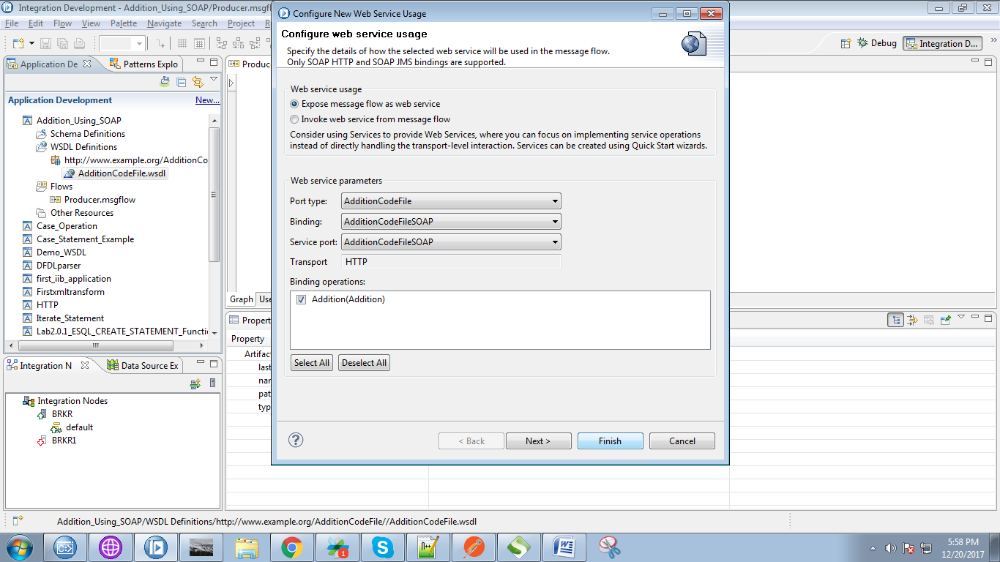 Integration Development - Addition_Using_SOAP/Producer.msgfl
File Edit Flow View Palette Navigate Search Project
Debug
Integration D...
Application De
Patterns Explo
Application Development
New...
Addition_Using_SOAP
Schema Definitions
WSDL Definitions
http://www.example.org/AdditionCo
AdditionCodeFile.wsdl
Flows
Producer.msgflow
Other Resources
Case_Operation
Case_Statement_Example
Demo_WSDL
DFDLparser
first_iib_application
Firstxmltransform
HTTP
Iterate_Statement
Lab2.0.1_ESQL_CREATE_STATEMENT_Functi
Integration N
Data Source Ex
Integration Nodes
BRKR
default
BRKR1
Produc
Graph
Use
Propert
Property
Artifac
last
nar
pat
typ
Configure New Web Service Usage
Configure web service usage
Specify the details of how the selected web service will be used in the message flow.
Only SOAP HTTP and SOAP JMS bindings are supported.
Web service usage
Expose message flow as web service
Invoke web service from message flow
Consider using Services to provide Web Services, where you can focus on implementing service operations
instead of directly handling the transport-level interaction. Services can be created using Quick Start wizards.
Web service parameters
Port type: AdditionCodeFile
Binding: AdditionCodeFileSOAP
Service port: AdditionCodeFileSOAP
Transport HTTP
Binding operations:
Addition(Addition)
Select All Deselect All
< Back Next > Finish Cancel
Addition_Using_SOAP/WSDL Definitions/http://www.example.org/AdditionCodeFile//AdditionCodeFile.wsdl
5:58 PM
12/20/2017